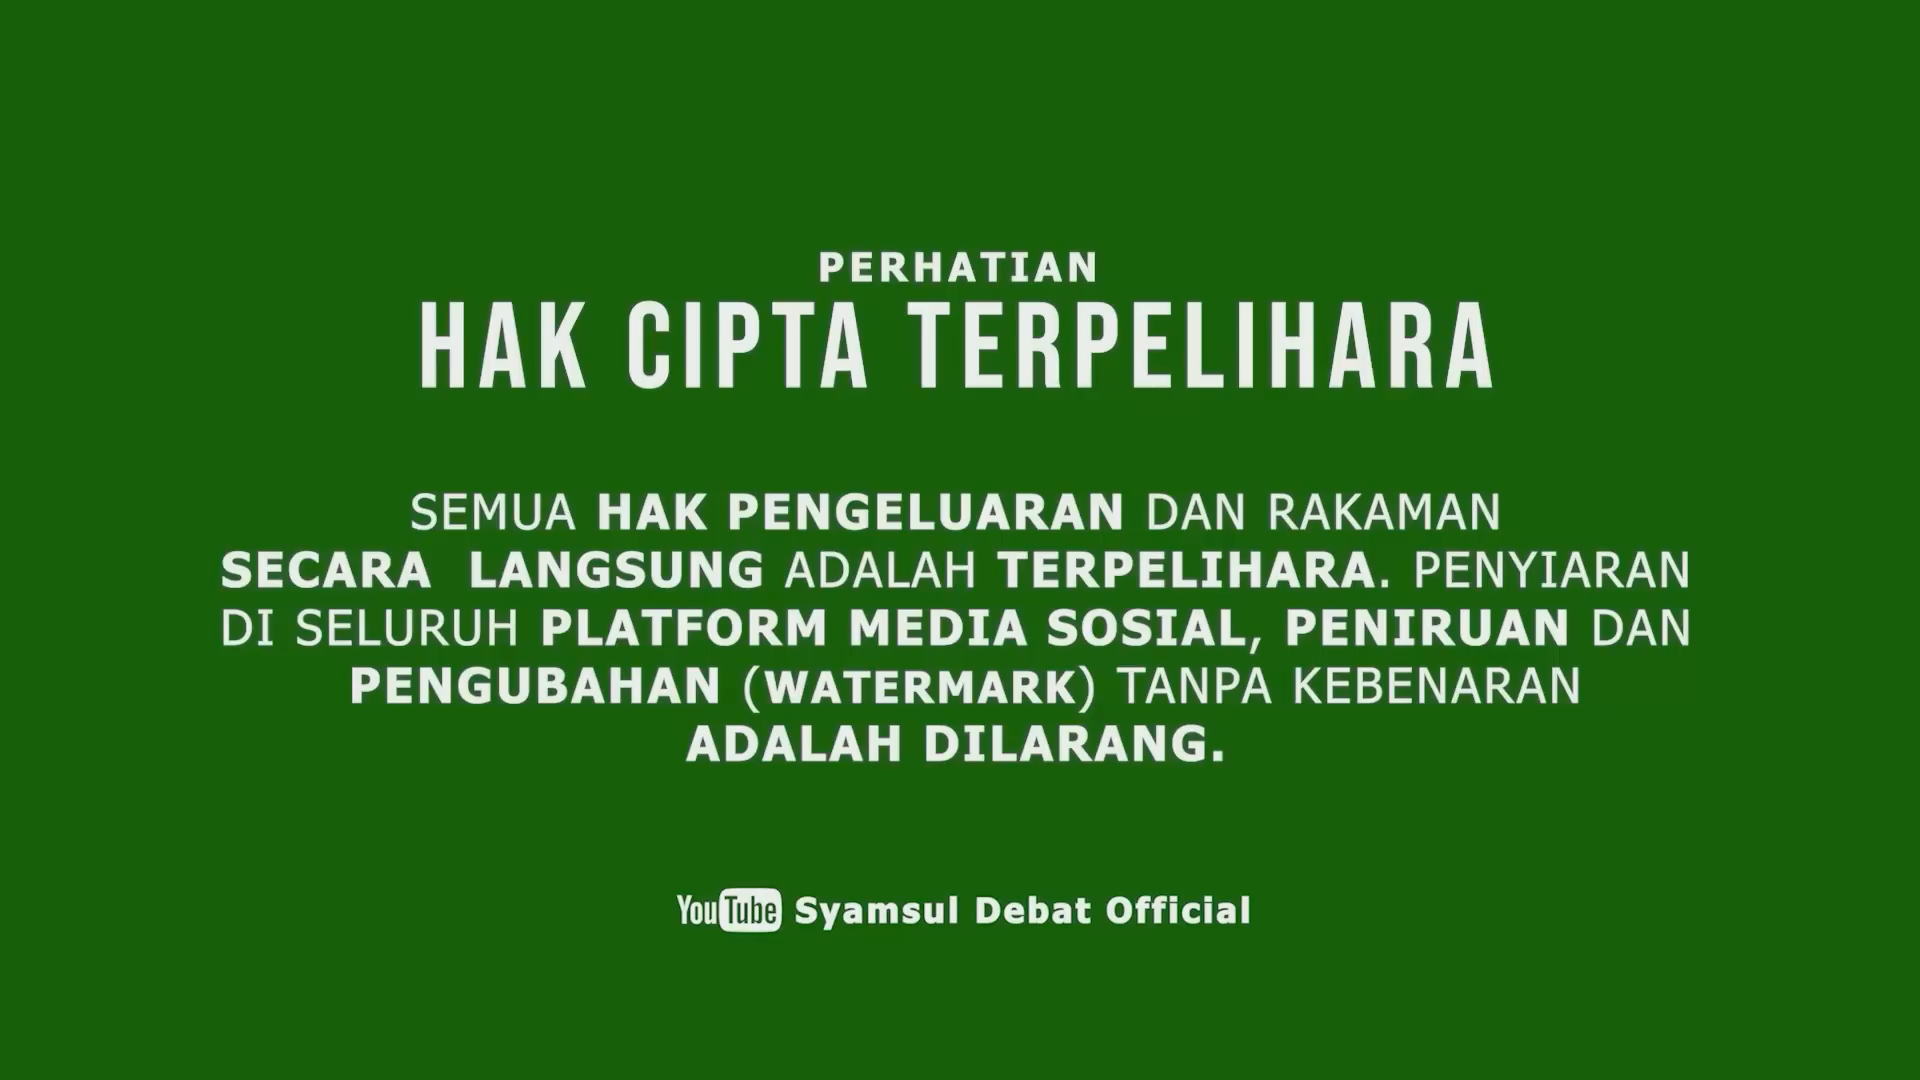 PERHATIAN
HAK CIPTA TERPELIHARA
SEMUA HAK PENGELUARAN DAN RAKAMAN
SECARA LANGSUNG ADALAH TERPELIHARA. PENYIARAN
DI SELURUH PLATFORM MEDIA SOSIAL, PENIRUAN DAN
PENGUBAHAN (WATERMARK) TANPA KEBENARAN
ADALAH DILARANG.
YouTube Syamsul Debat Official